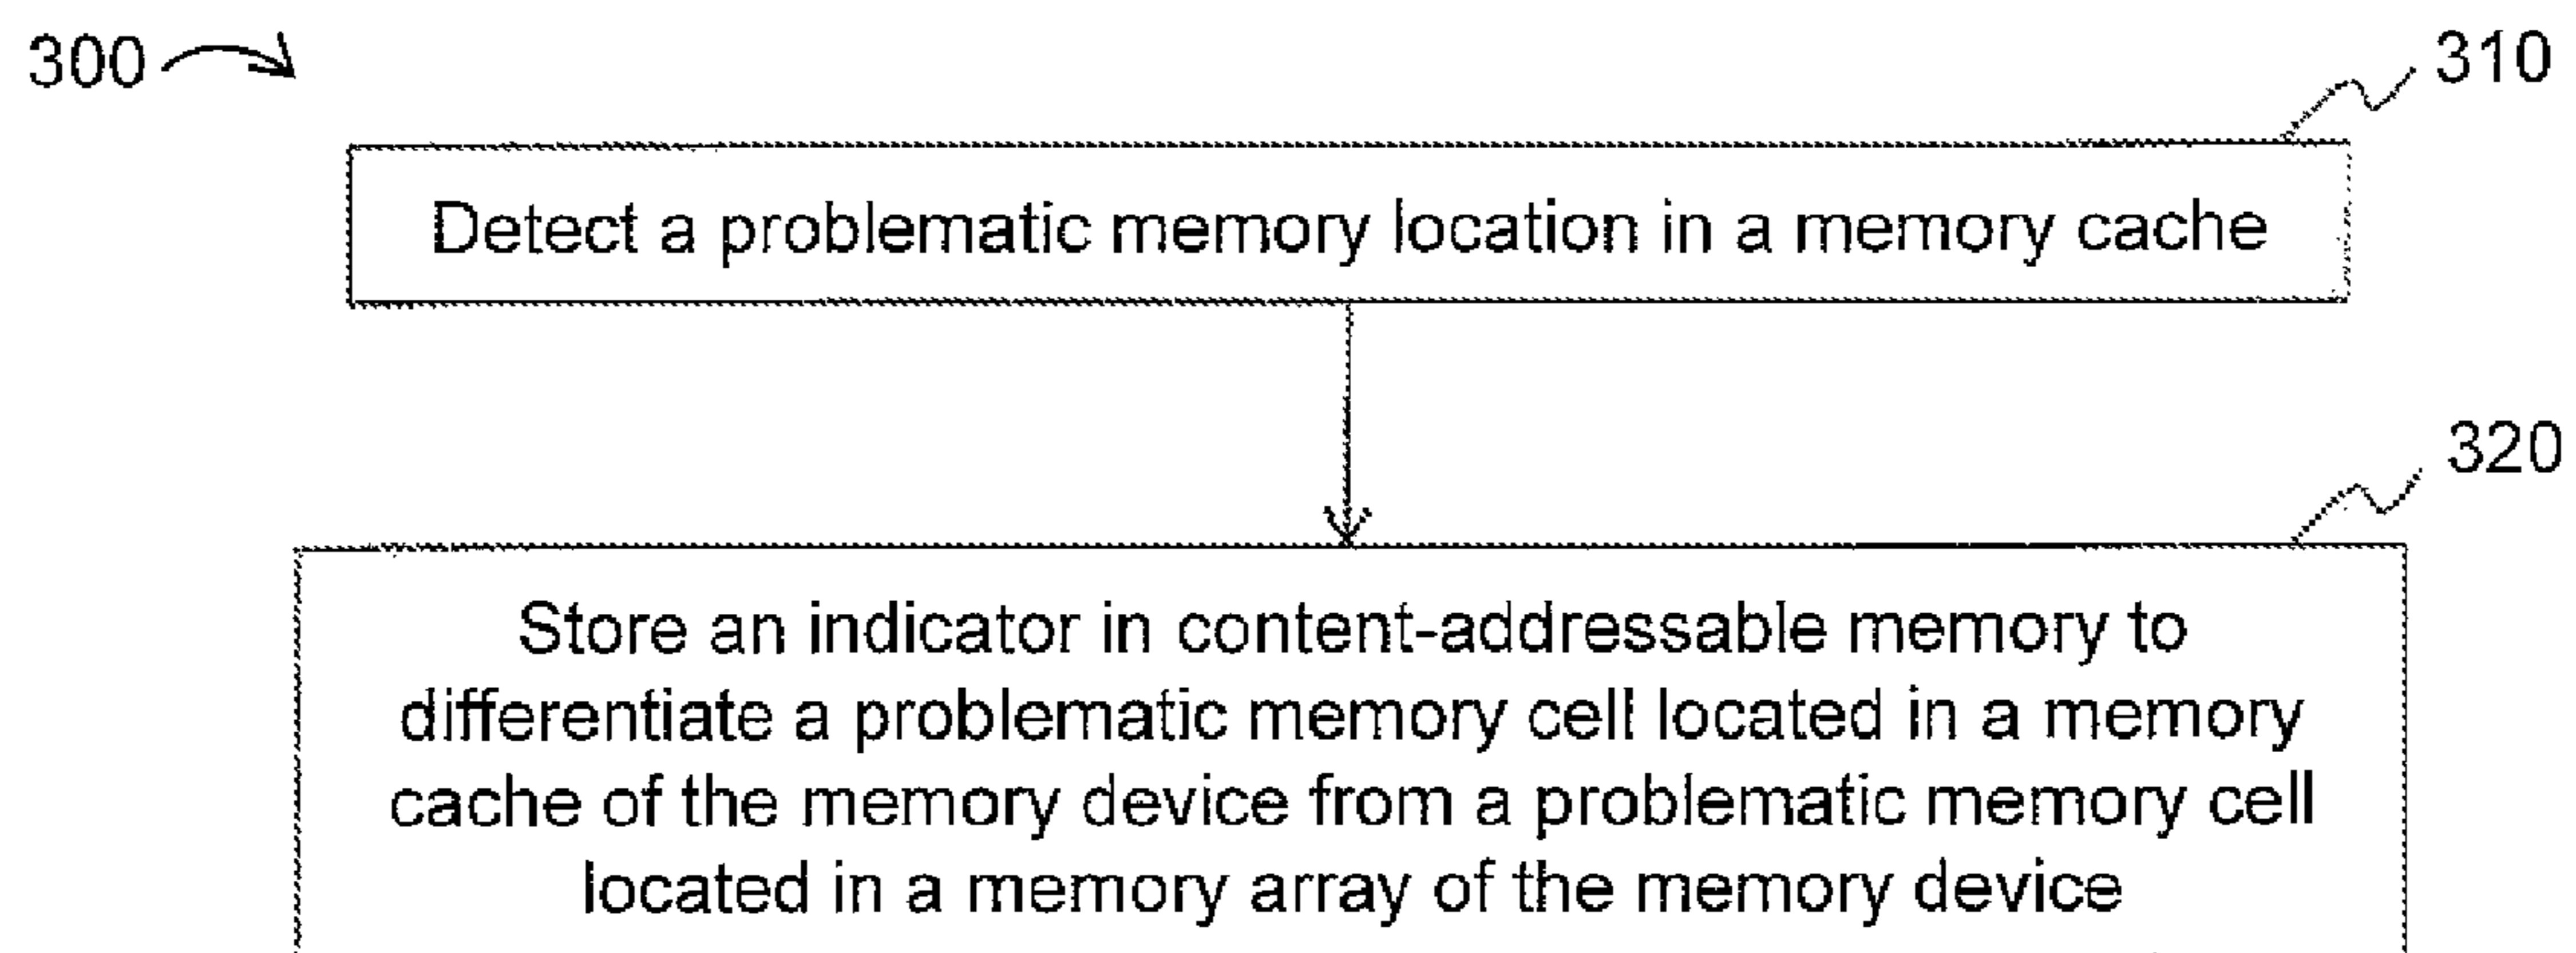 300
310
Detect a problematic memory location in a memory cache
320
Store an indicator in content-addressable memory to
differentiate a problematic memory cell located in a memory
cache of the memory device from a problematic memory cell
located in a memory array of the memory device